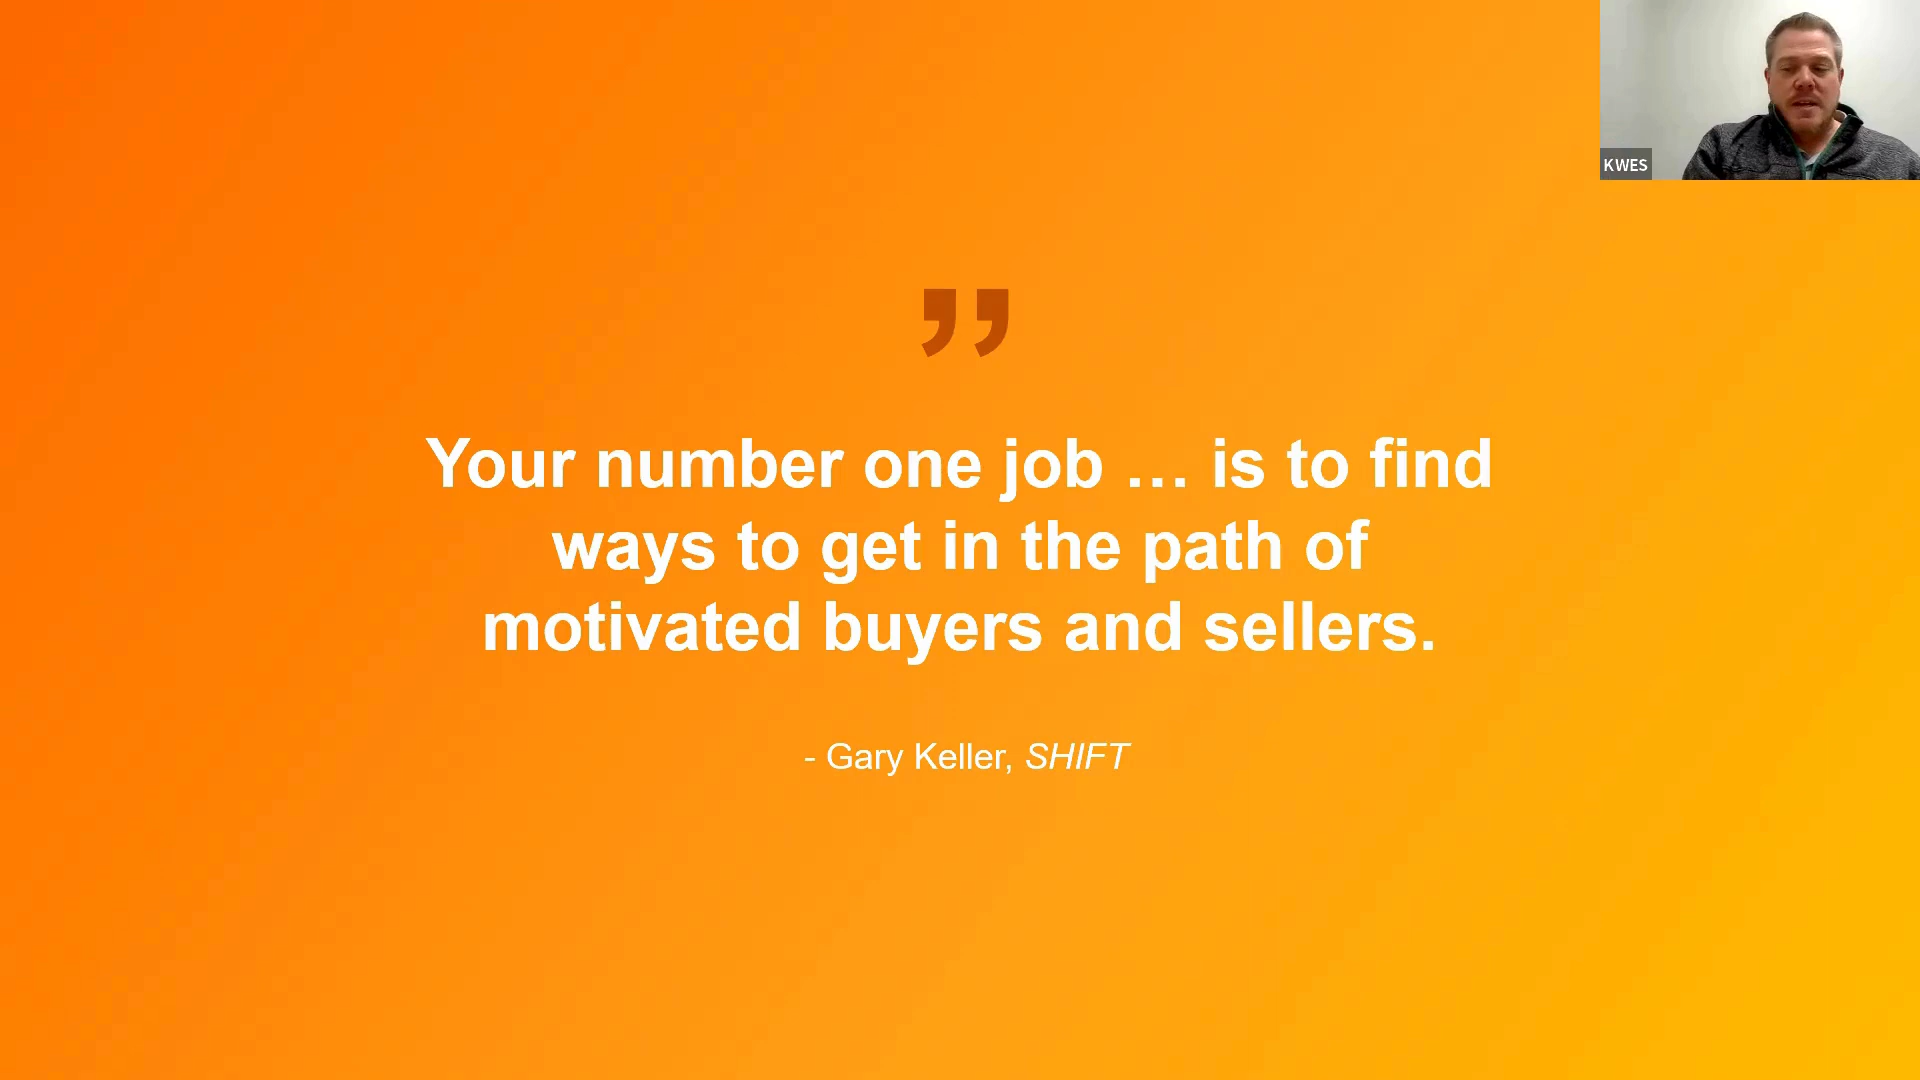 KWES
”
Your number one job … is to find
ways to get in the path of
motivated buyers and sellers.
- Gary Keller, SHIFT